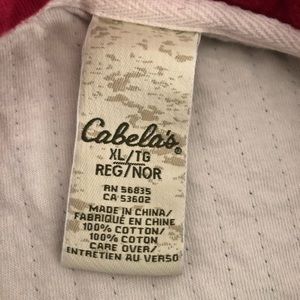 Cabela's®
XL/TG
REG/NOR
RN 56835
CA 53602
MADE IN CHINA/
FABRIQUÉ EN CHINE
100% COTTON/
100% COTON
CARE OVER/
ENTRETIEN AU VERSO